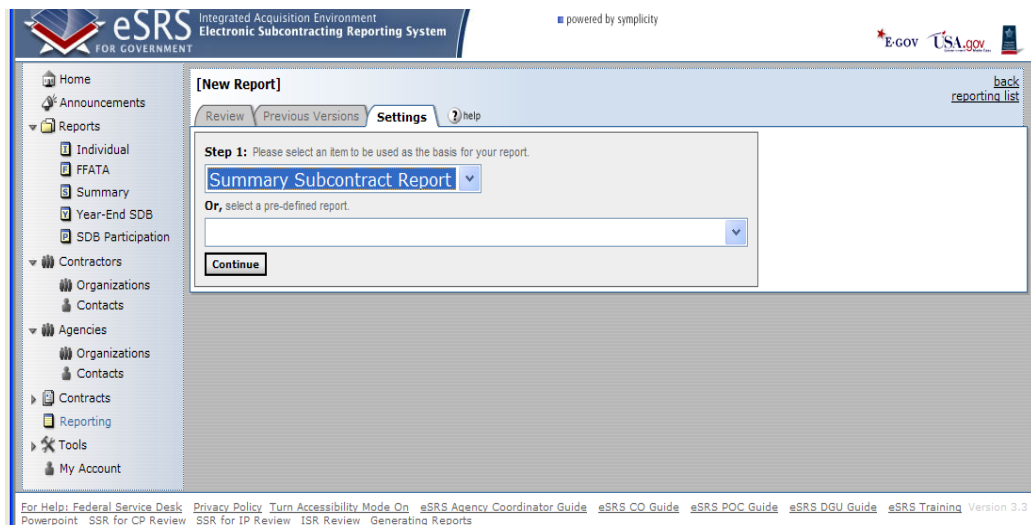 eSRS
FOR GOVERNMENT
Integrated Acquisition Environment
Electronic Subcontracting Reporting System
powered by symplicity
E-GOV
USA.gov
Home
Announcements
Reports
Individual
FFATA
Summary
Year-End SDB
SDB Participation
Contractors
Organizations
Contacts
Agencies
Organizations
Contacts
Contracts
Reporting
Tools
My Account
[New Report]
back
reporting list
Review
Previous Versions
Settings
? help
Step 1: Please select an item to be used as the basis for your report.
Summary Subcontract Report
Or, select a pre-defined report.
Continue
For Help: Federal Service Desk Privacy Policy Turn Accessibility Mode On eSRS Agency Coordinator Guide eSRS CO Guide eSRS POC Guide eSRS DGU Guide eSRS Training Version 3.3
Powerpoint SSR for CP Review SSR for IP Review ISR Review Generating Reports